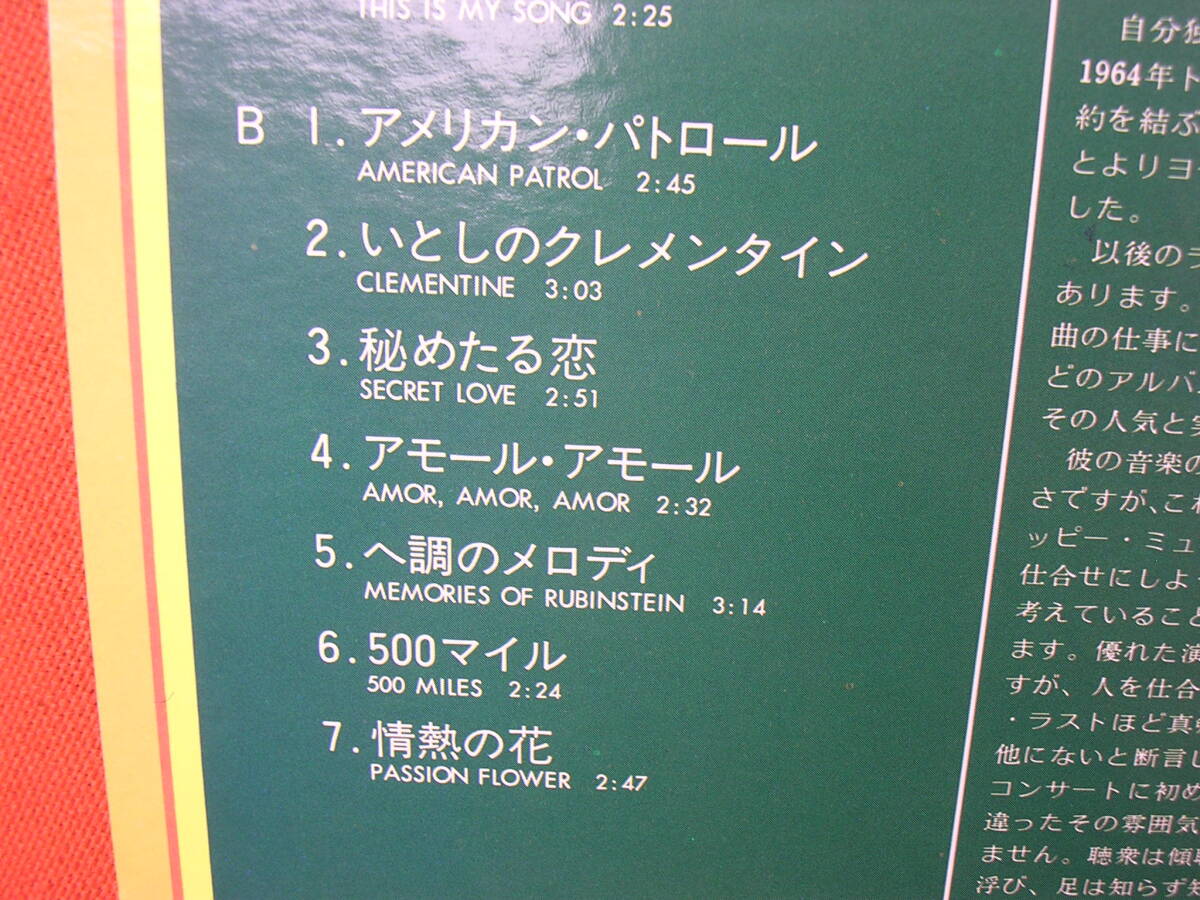 THIS IS MY SONG 2:25
B 1.アメリカン・パトロール
AMERICAN PATROL 2:45
2.いとしのクレメンタイン
CLEMENTINE 3:03
3.秘めたる恋
SECRET LOVE 2:51
4.アモール・アモール
AMOR, AMOR, AMOR 2:32
5.ヘ調のメロディ
MEMORIES OF RUBINSTEIN 3:14
6.500マイル
500 MILES 2:24
7.情熱の花
PASSION FLOWER 2:47
自分独
1964年ト
約を結ぶ
とよりヨー
した。
以後のラ
あります。
曲の仕事に
どのアルバ
その人気と実
彼の音楽の
さですが、これ
ッピー・ミュ
仕合せにしよ
考えていること
ます。優れた演
すが、人を仕合
・ラストほど真
他にないと断言し
コンサートに初め
違ったその雰囲気
ません。聴衆は傾聴
浮び、足は知らず知